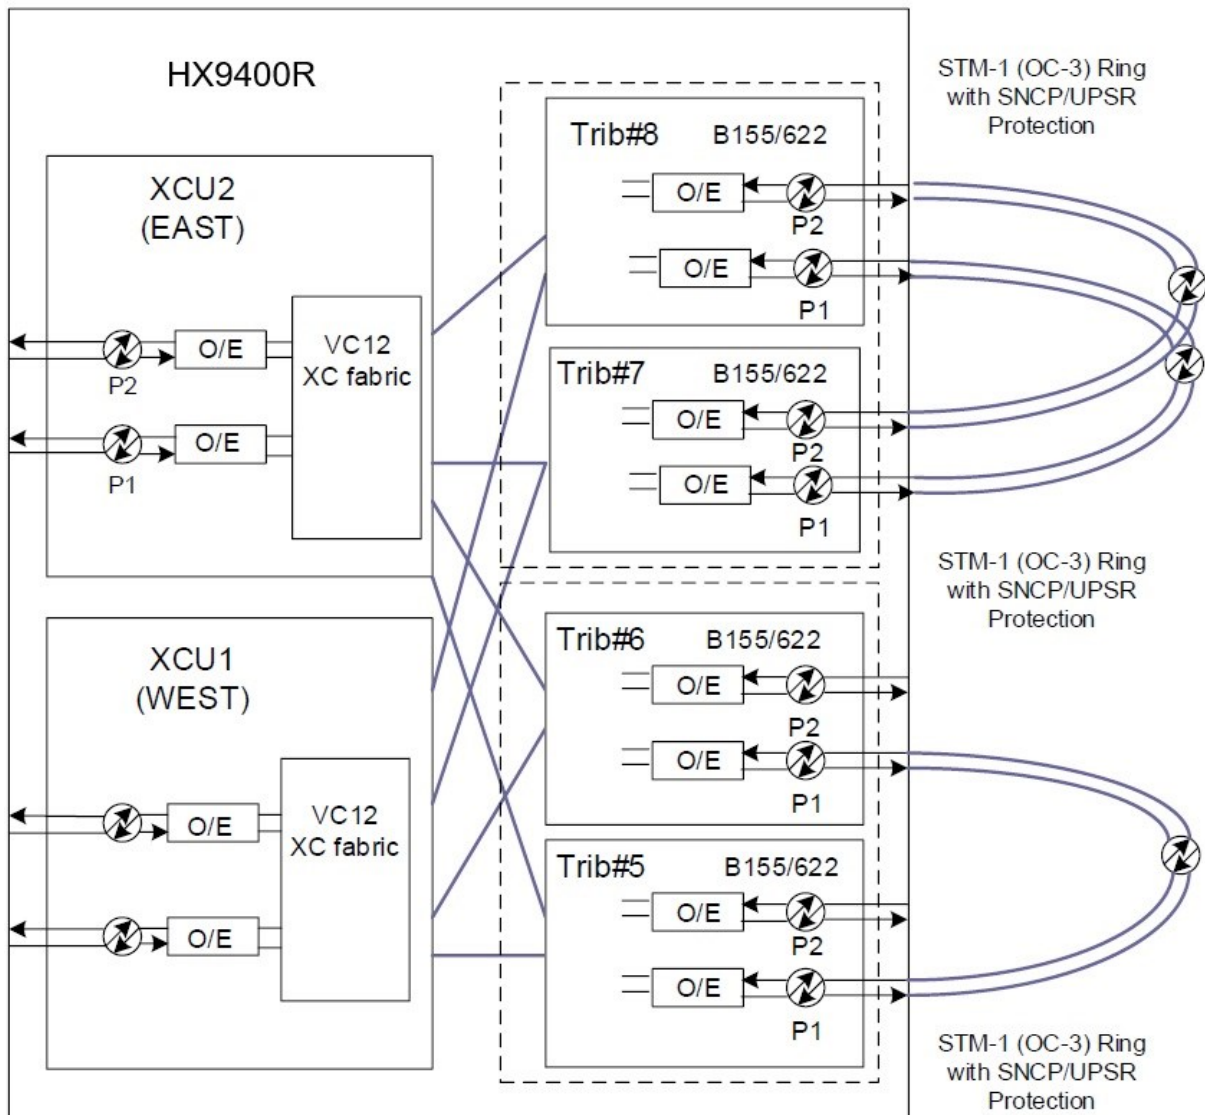 HX9400R
XCU2
(EAST)
P2
O/E
P1
O/E
VC12
XC fabric
XCU1
(WEST)
O/E
O/E
VC12
XC fabric
Trib#8 B155/622
O/E
P2
O/E
P1
Trib#7 B155/622
O/E
P2
O/E
P1
Trib#6 B155/622
O/E
P2
O/E
P1
Trib#5 B155/622
O/E
P2
O/E
P1
STM-1 (OC-3) Ring
with SNCP/UPSR
Protection
STM-1 (OC-3) Ring
with SNCP/UPSR
Protection
STM-1 (OC-3) Ring
with SNCP/UPSR
Protection